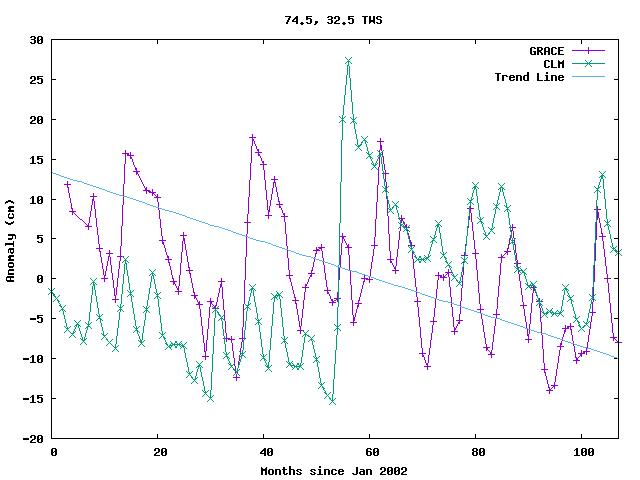 74.5, 32.5 TWS
GRACE
CLM
Trend Line
30
25
20
15
10
5
0
-5
-10
-15
-20
Anomaly (cm)
0 20 40 60 80 100
Months since Jan 2002